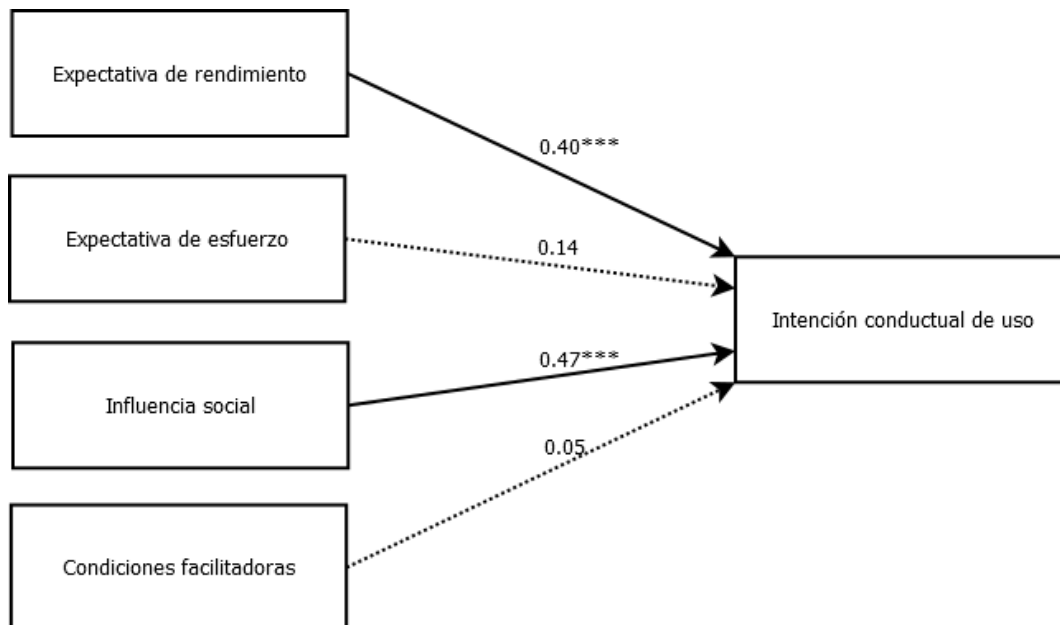 Expectativa de rendimiento
0.40***
Expectativa de esfuerzo
0.14
Intención conductual de uso
0.47***
Influencia social
0.05
Condiciones facilitadoras